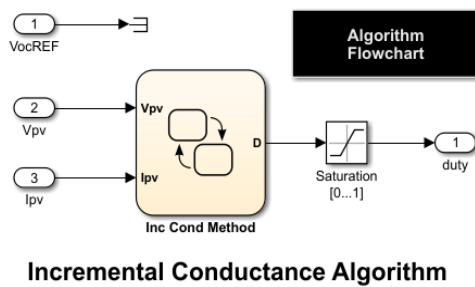 1
VocREF
Algorithm
Flowchart
2
Vpv
Vpv
3
Ipv
Ipv
D
Inc Cond Method
Saturation
[0...1]
1
duty
Incremental Conductance Algorithm